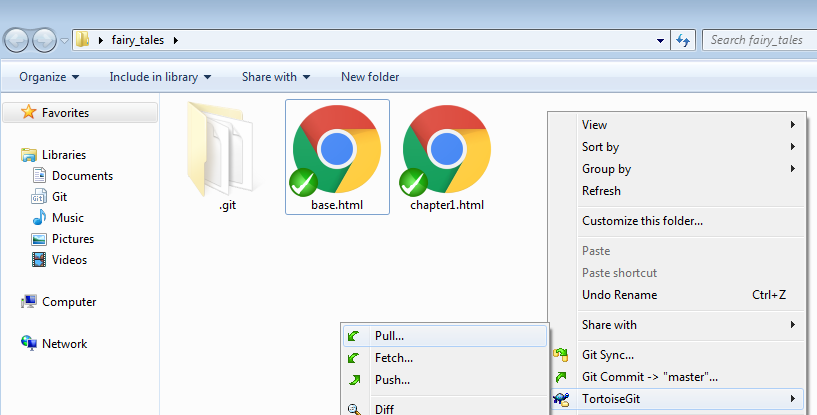 fairy_tales
Search fairy_tales
Organize
Include in library
Share with
New folder
Favorites
Libraries
Documents
Git
Music
Pictures
Videos
Computer
Network
.git
base.html
chapter1.html
View
Sort by
Group by
Refresh
Customize this folder...
Paste
Paste shortcut
Undo Rename Ctrl+Z
Share with
Git Sync...
Git Commit -> "master"...
TortoiseGit
Pull...
Fetch...
Push...
Diff